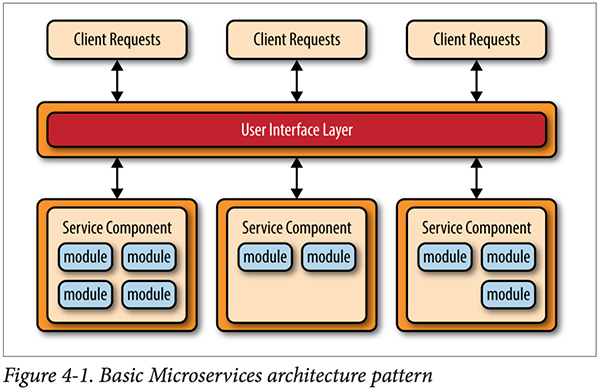 Client Requests
Client Requests
Client Requests
User Interface Layer
Service Component
module module
module module
Service Component
module module
Service Component
module module
module
Figure 4-1. Basic Microservices architecture pattern